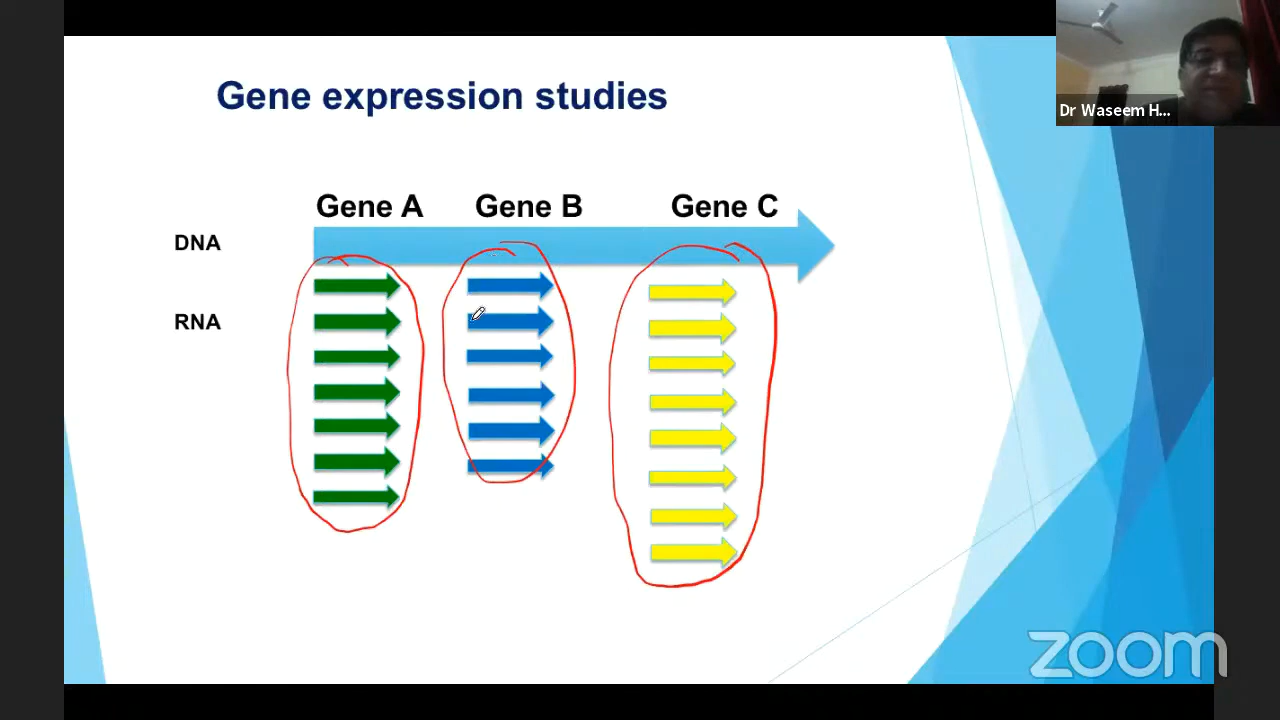 Gene expression studies
Dr Waseem H...
Gene A Gene B Gene C
DNA
RNA
zoom